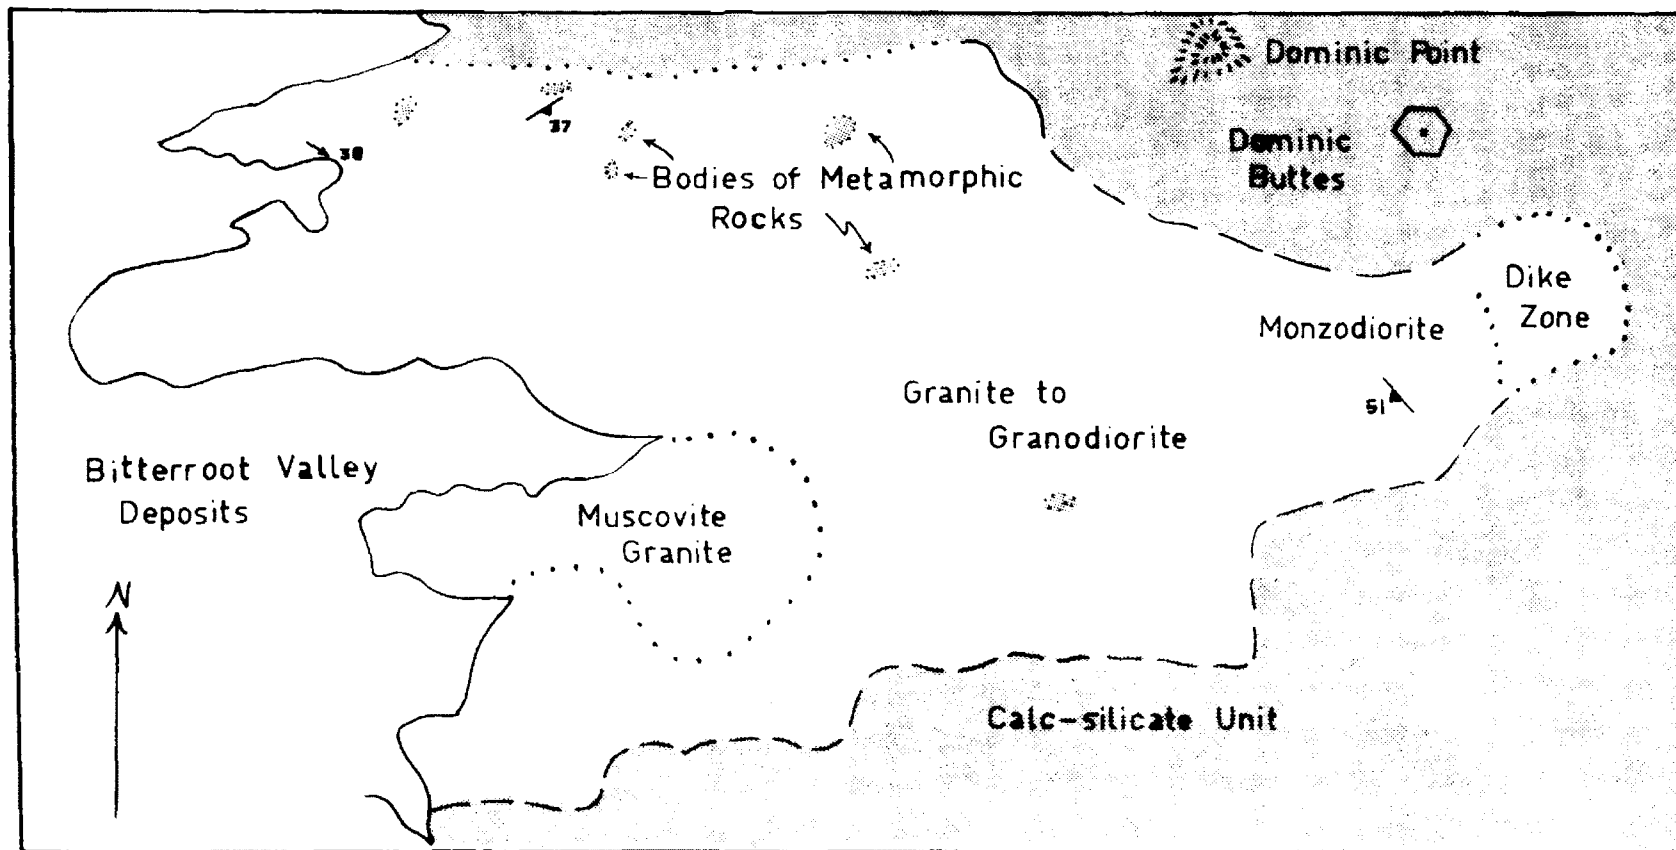 Dominic Point
Dominic
Buttes
37
38
Bodies of Metamorphic
Rocks
Dike
Zone
Monzodiorite
51
Granite to
Granodiorite
Bitterroot Valley
Deposits
Muscovite
Granite
N
Calc-silicate Unit